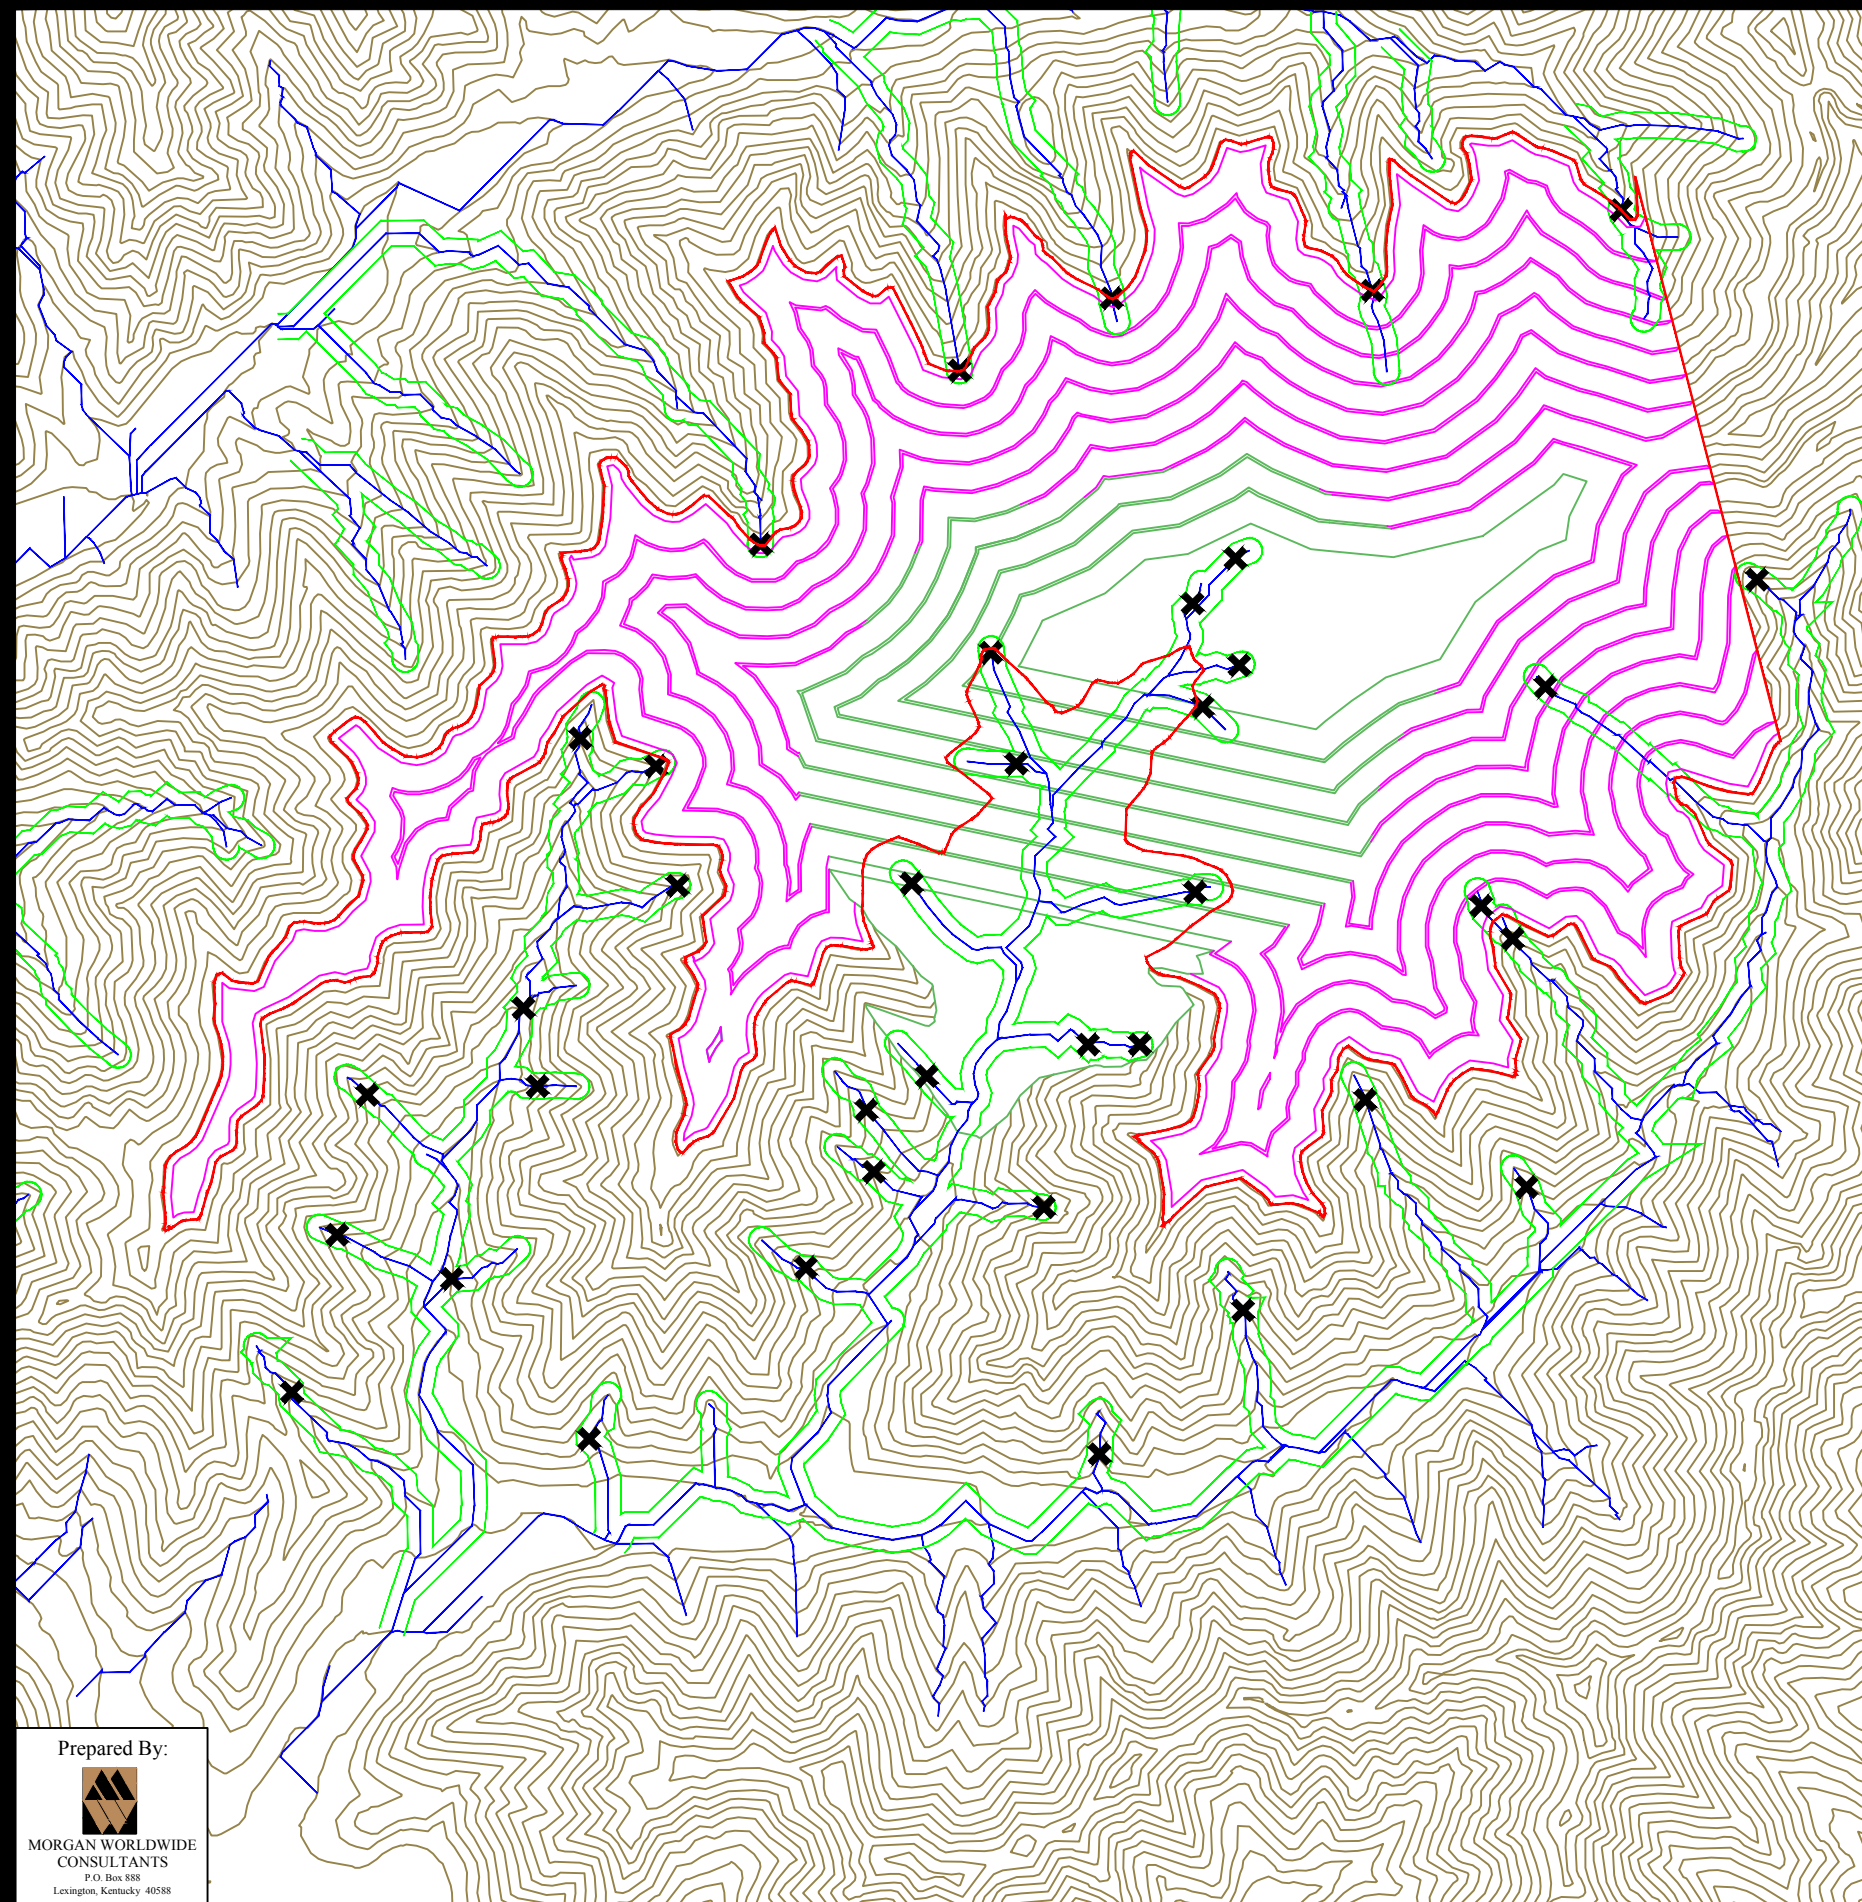 Prepared By:
MORGAN WORLDWIDE
CONSULTANTS
P.O. Box 888
Lexington, Kentucky 40588